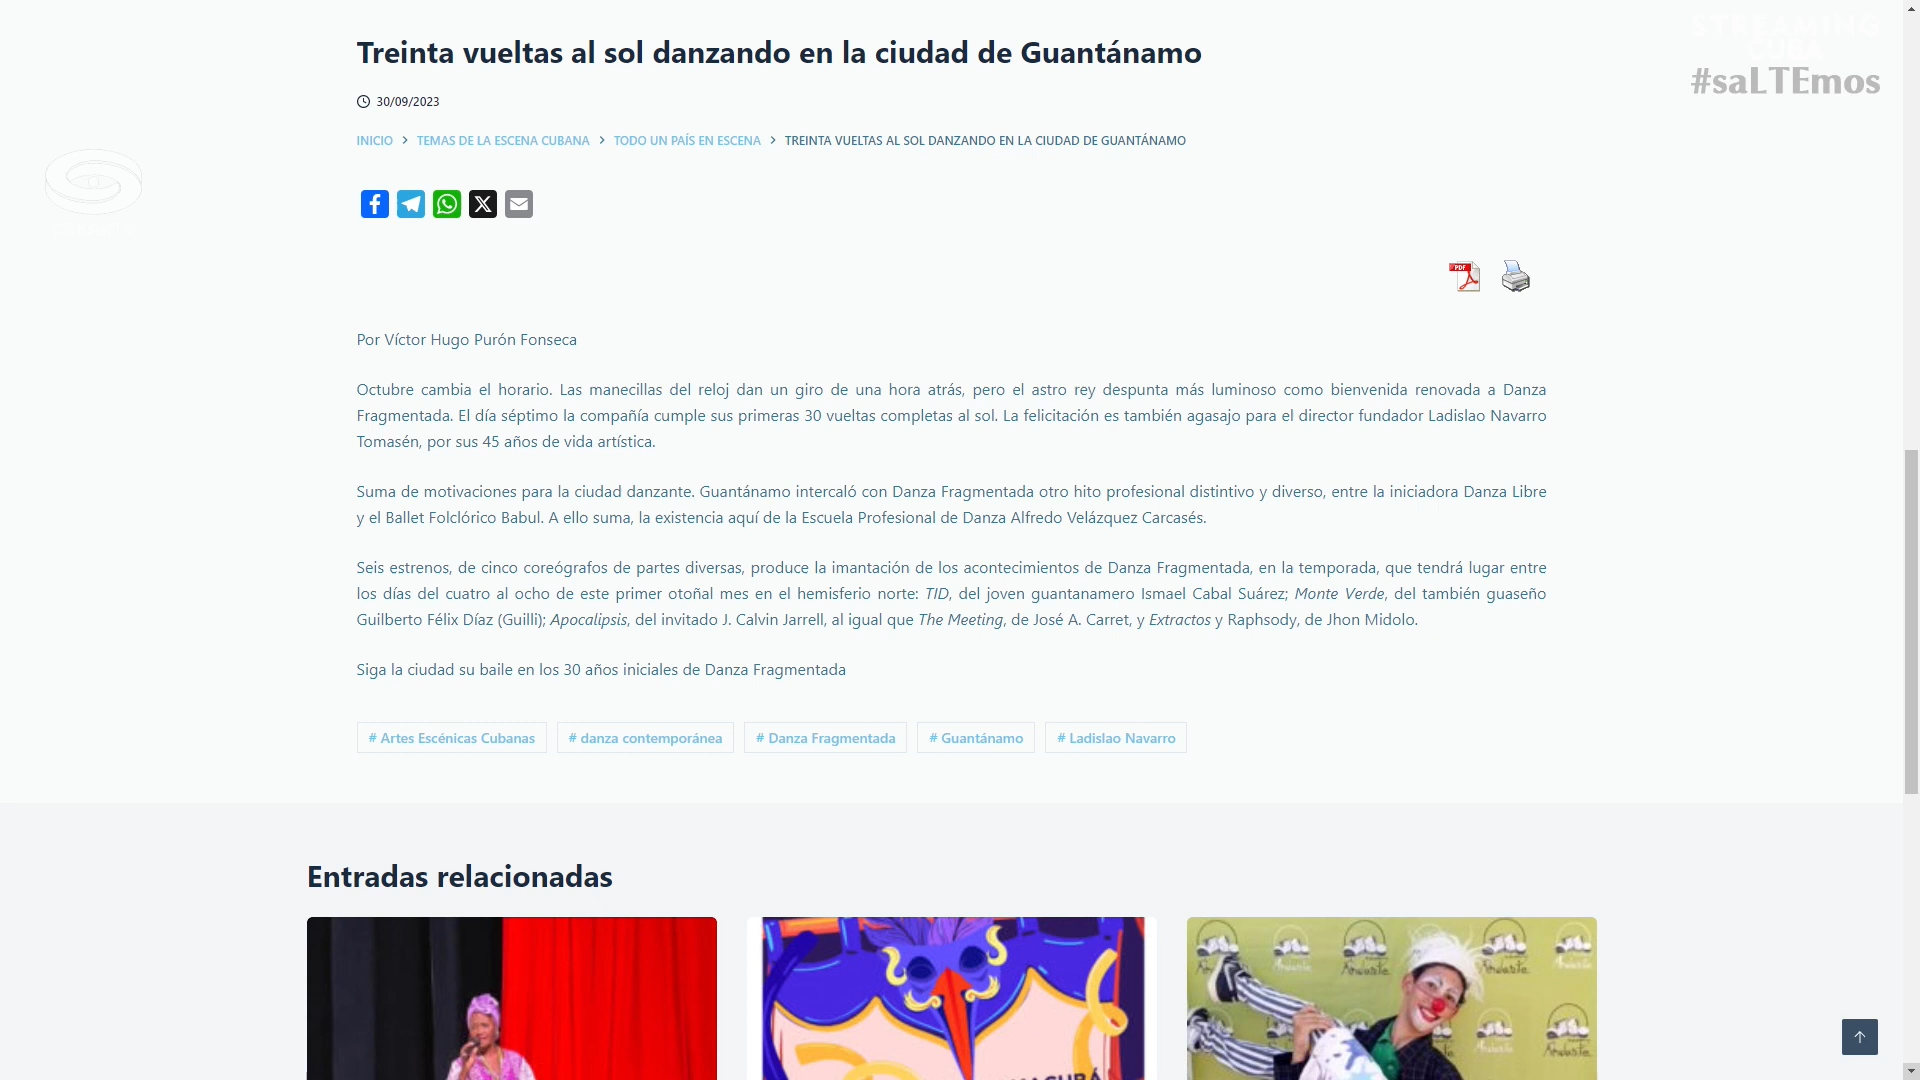 STREAMING
#saLTEmos
Treinta vueltas al sol danzando en la ciudad de Guantánamo
30/09/2023
INICIO > TEMAS DE LA ESCENA CUBANA > TODO UN PAÍS EN ESCENA > TREINTA VUELTAS AL SOL DANZANDO EN LA CIUDAD DE GUANTÁNAMO
PDF
Por Víctor Hugo Purón Fonseca
Octubre cambia el horario. Las manecillas del reloj dan un giro de una hora atrás, pero el astro rey despunta más luminoso como bienvenida renovada a Danza
Fragmentada. El día séptimo la compañía cumple sus primeras 30 vueltas completas al sol. La felicitación es también agasajo para el director fundador Ladislao Navarro
Tomasén, por sus 45 años de vida artística.
Suma de motivaciones para la ciudad danzante. Guantánamo intercaló con Danza Fragmentada otro hito profesional distintivo y diverso, entre la iniciadora Danza Libre
y el Ballet Folclórico Babul. A ello suma, la existencia aquí de la Escuela Profesional de Danza Alfredo Velázquez Carcasés.
Seis estrenos, de cinco coreógrafos de partes diversas, produce la imantación de los acontecimientos de Danza Fragmentada, en la temporada, que tendrá lugar entre
los días del cuatro al ocho de este primer otoñal mes en el hemisferio norte: TID, del joven guantanamero Ismael Cabal Suárez; Monte Verde, del también guaseño
Guilberto Félix Díaz (Guilli); Apocalipsis, del invitado J. Calvin Jarrell, al igual que The Meeting, de José A. Carret, y Extractos y Raphsody, de Jhon Midolo.
Siga la ciudad su baile en los 30 años iniciales de Danza Fragmentada
# Artes Escénicas Cubanas # danza contemporánea # Danza Fragmentada # Guantánamo # Ladislao Navarro
Entradas relacionadas
Andante